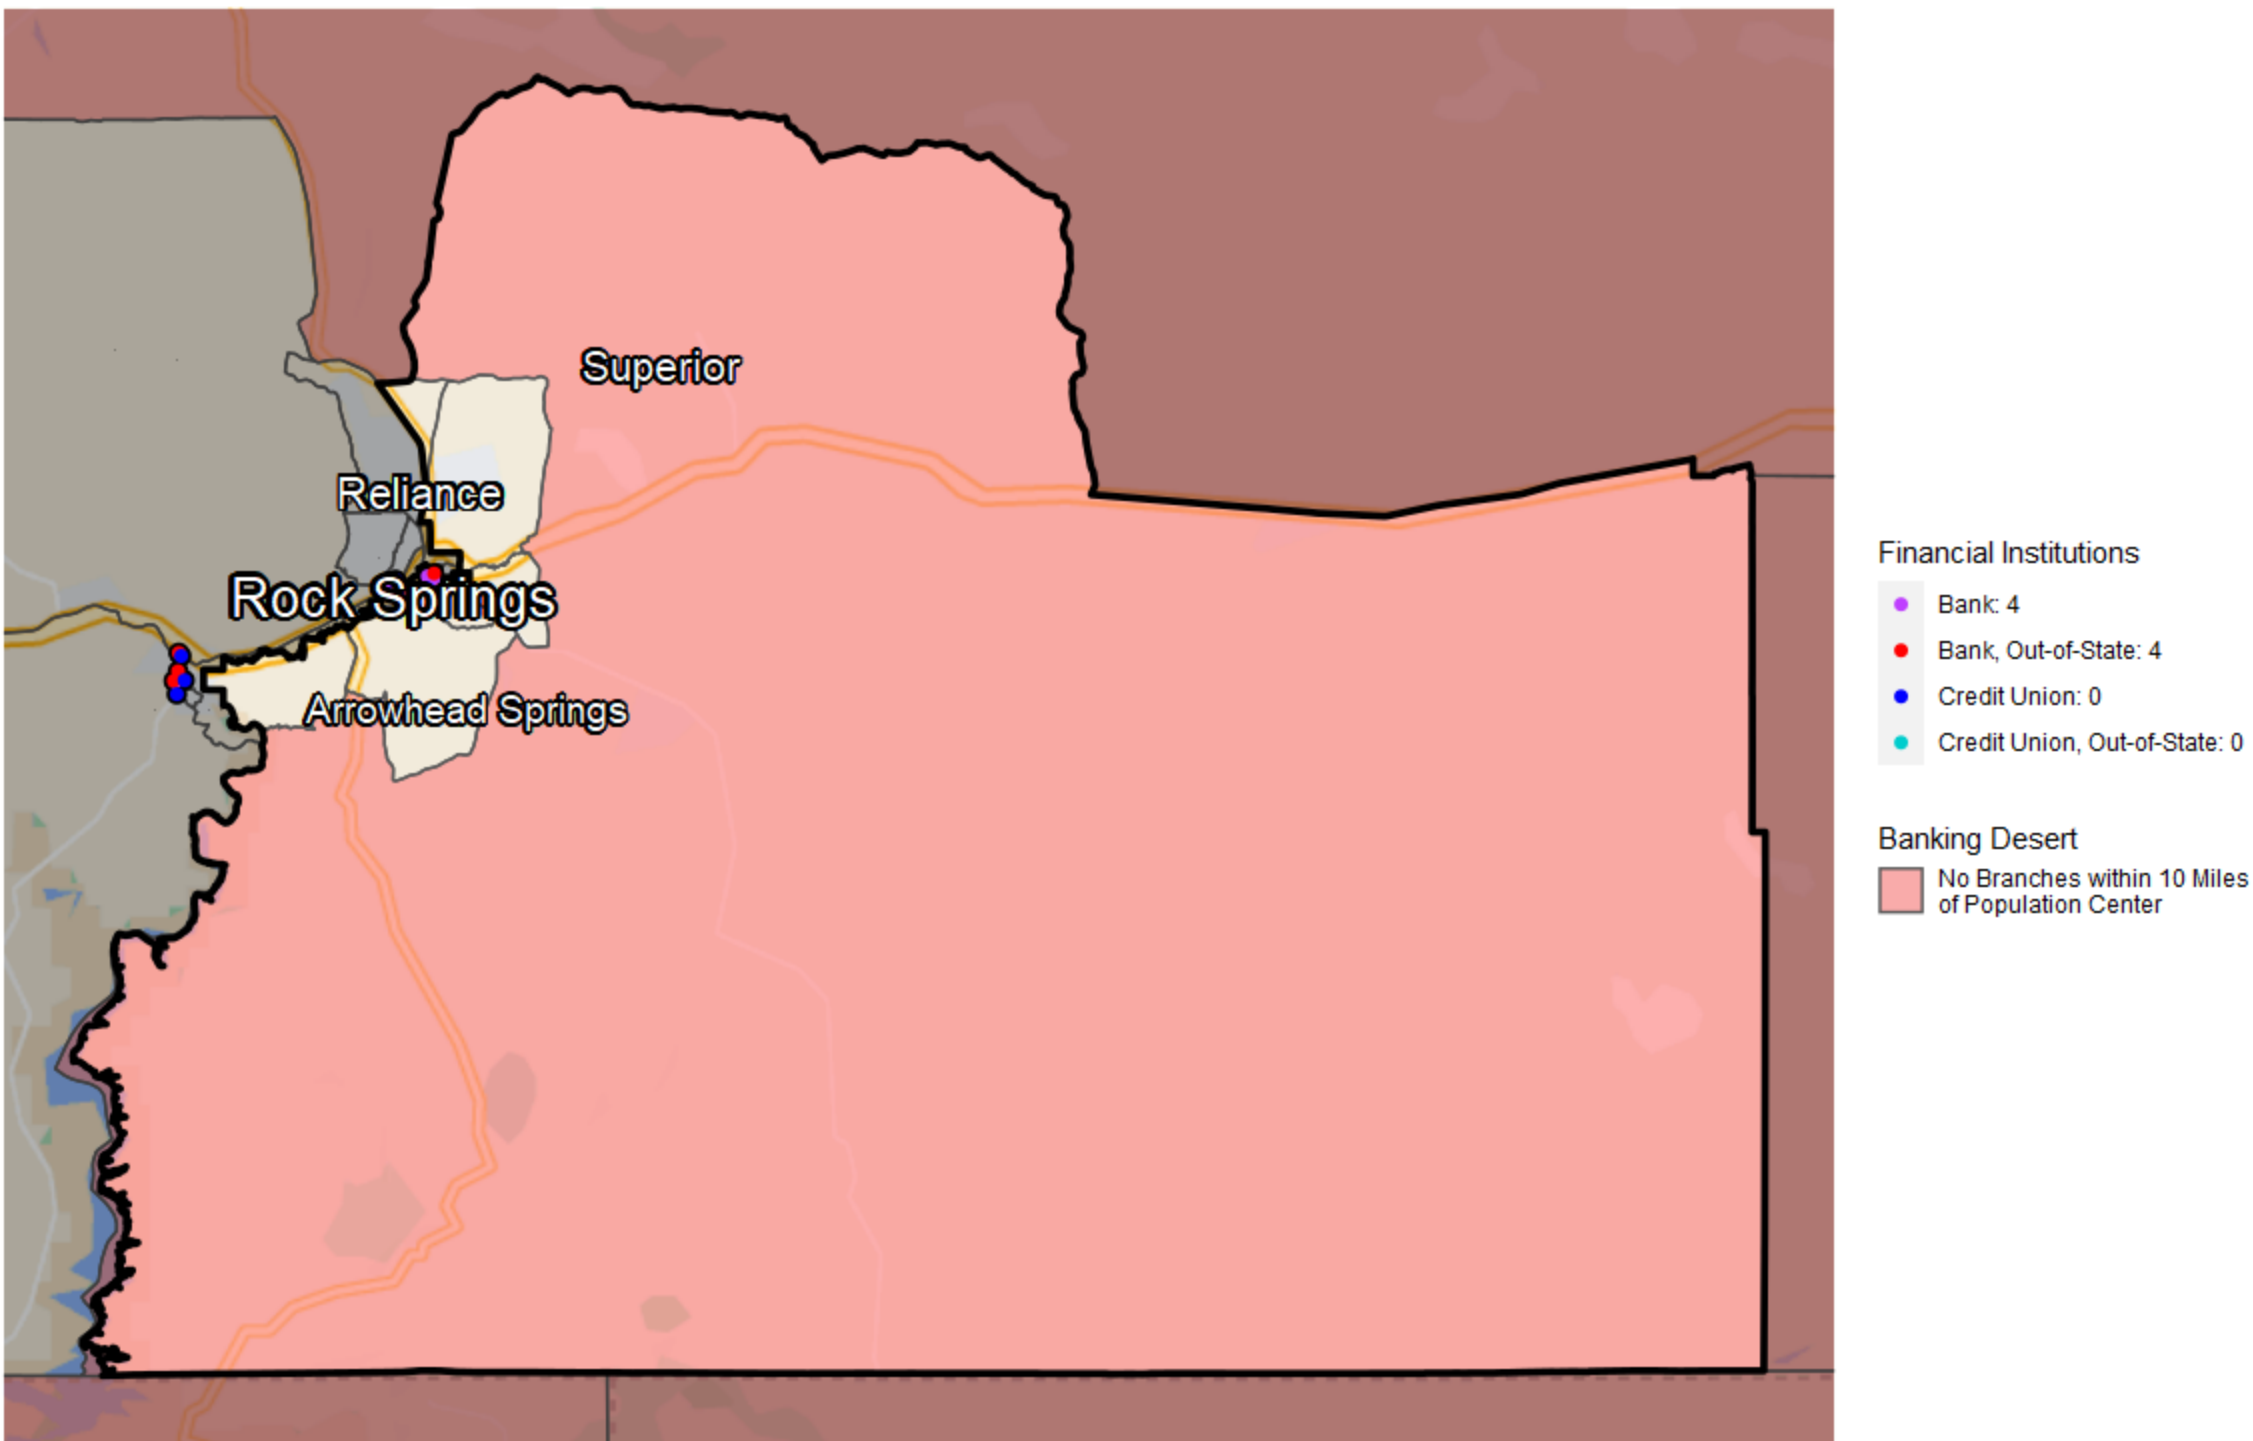 Superior
Reliance
Rock Springs
Arrowhead Springs
Financial Institutions
Bank: 4
Bank, Out-of-State: 4
Credit Union: 0
Credit Union, Out-of-State: 0
Banking Desert
No Branches within 10 Miles
of Population Center